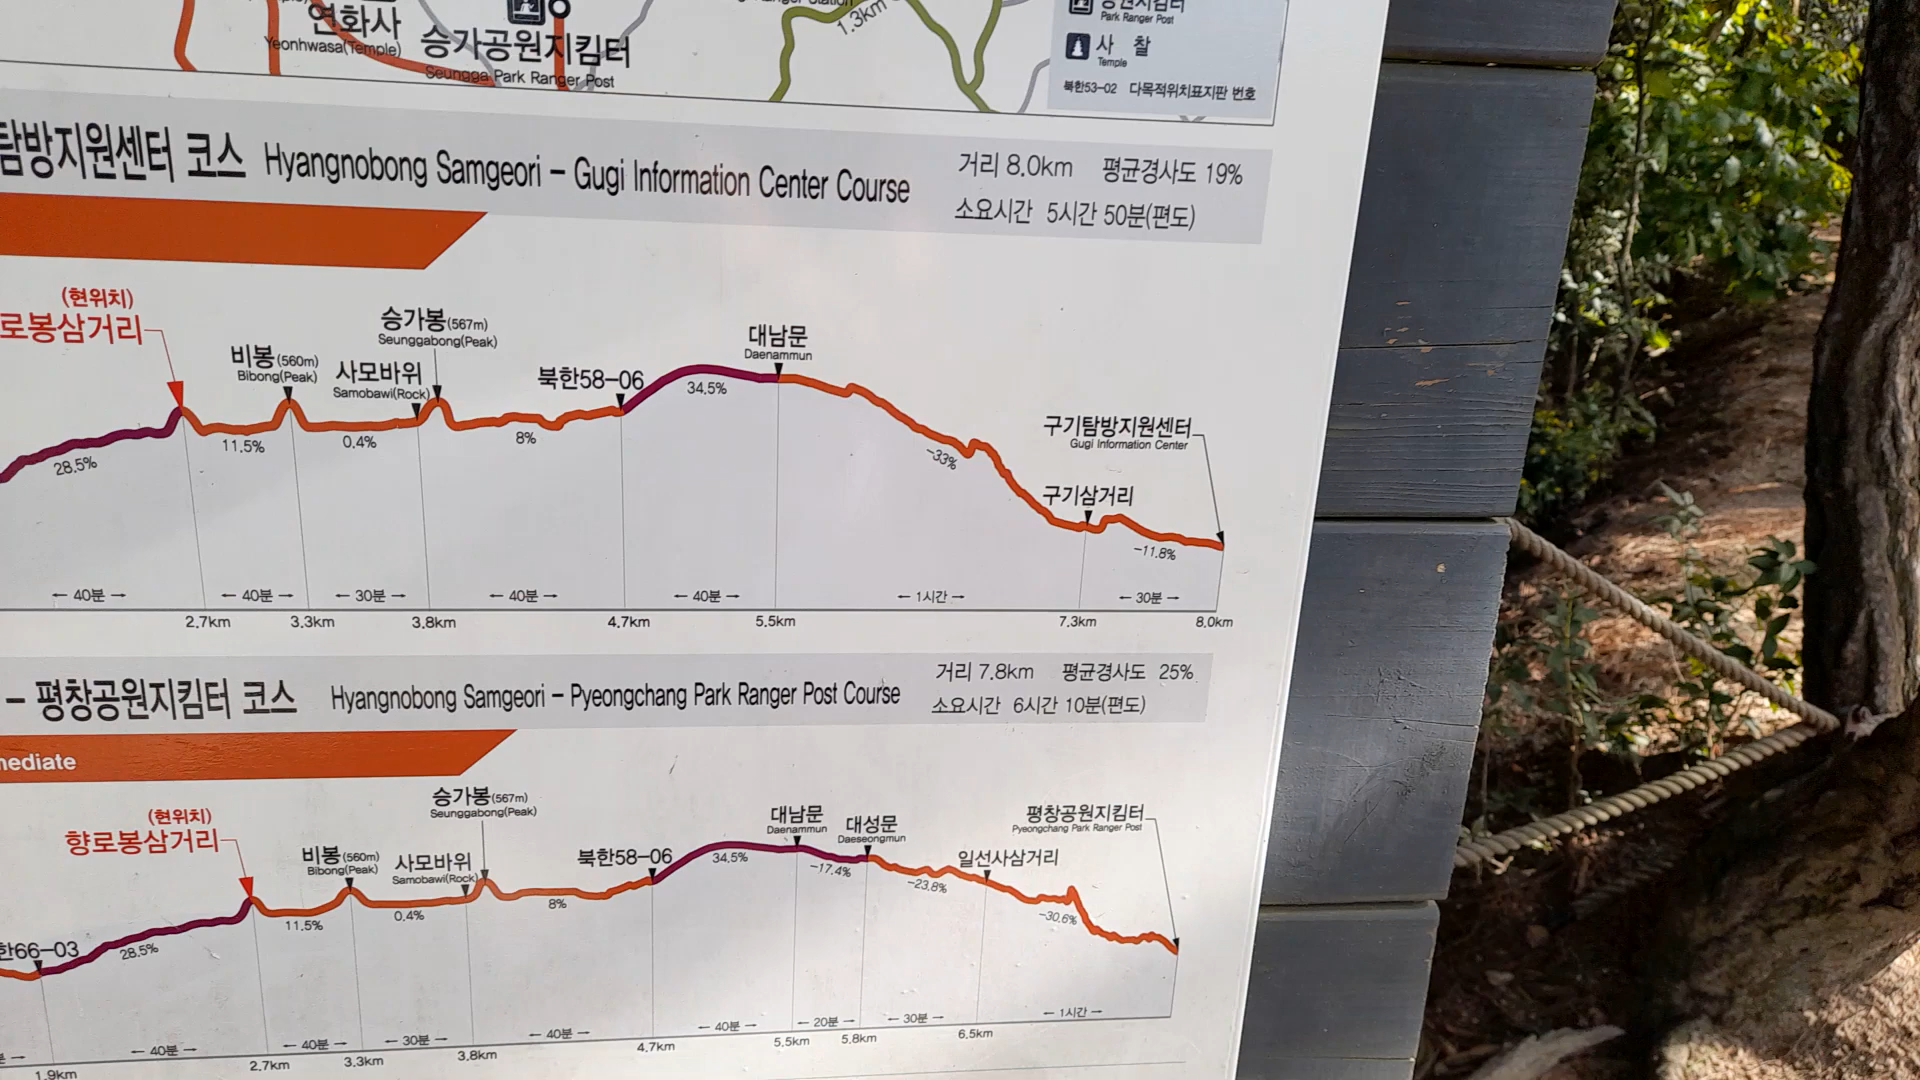 연화사
Yeonhwasa(Temple)
승가공원지킴터
Seungga Park Ranger Post
1.3km
공원지킴터
Park Ranger Post
사 찰
Temple
북한53-02 다목적위치표지판 번호
탐방지원센터 코스 Hyangnobong Samgeori - Gugi Information Center Course
거리 8.0km 평균경사도 19%
소요시간 5시간 50분(편도)
(현위치)
로봉삼거리
비봉(560m)
Bibong(Peak)
사모바위
Samobawi(Rock)
승가봉(567m)
Seunggabong(Peak)
북한58-06
대남문
Daenammun
구기탐방지원센터
Gugi Information Center
구기삼거리
28.5%
11.5%
0.4%
8%
34.5%
-33%
-11.8%
← 40분 →
← 40분 →
← 30분 →
← 40분 →
← 40분 →
← 1시간 →
← 30분 →
2.7km
3.3km
3.8km
4.7km
5.5km
7.3km
8.0km
- 평창공원지킴터 코스 Hyangnobong Samgeori - Pyeongchang Park Ranger Post Course
거리 7.8km 평균경사도 25%
소요시간 6시간 10분(편도)
mediate
(현위치)
향로봉삼거리
비봉(560m)
Bibong(Peak)
사모바위
Samobawi(Rock)
승가봉(567m)
Seunggabong(Peak)
북한58-06
대남문
Daenammun
대성문
Daeseongmun
일선사삼거리
평창공원지킴터
Pyeongchang Park Ranger Post
한66-03
28.5%
11.5%
0.4%
8%
34.5%
-17.4%
-23.8%
-30.6%
← 40분 →
← 40분 →
← 30분 →
← 40분 →
← 40분 →
← 20분 →
← 30분 →
← 1시간 →
1.9km
2.7km
3.3km
3.8km
4.7km
5.5km
5.8km
6.5km